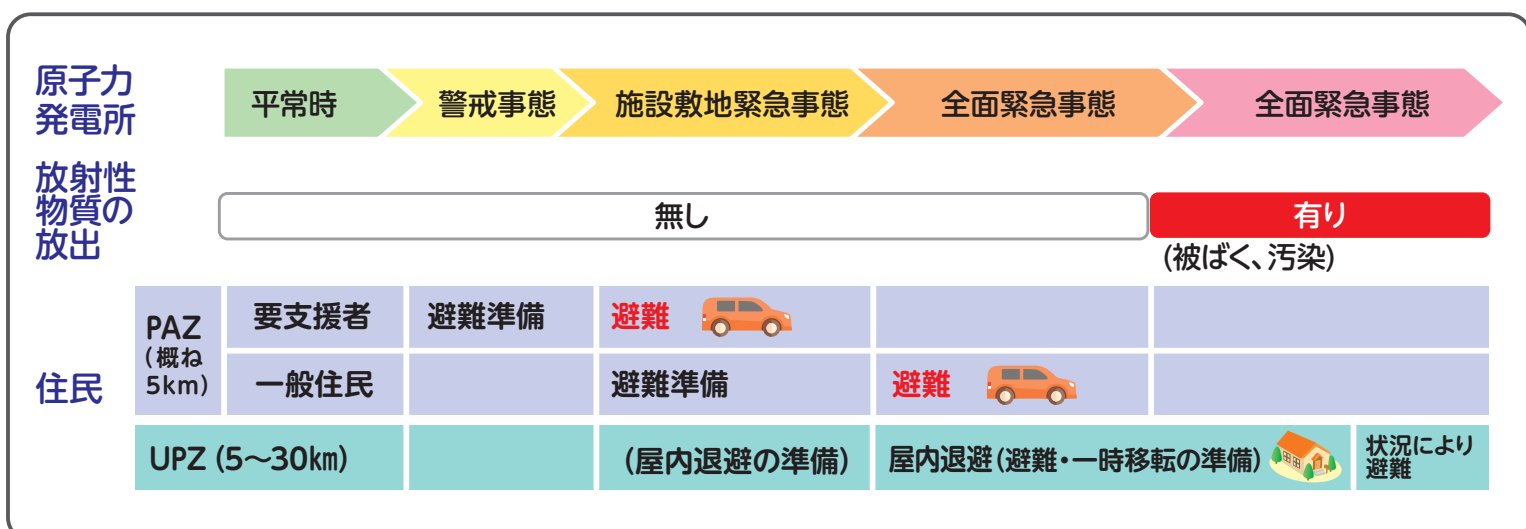 原子力
発電所
平常時
警戒事態
施設敷地緊急事態
全面緊急事態
全面緊急事態
放射性
物質の
放出
無し
有り
(被ばく、汚染)
住民
PAZ
(概ね
5km)
要支援者
避難準備
避難
一般住民
避難準備
避難
UPZ (5～30㎞)
(屋内退避の準備)
屋内退避(避難・一時移転の準備)
状況により
避難